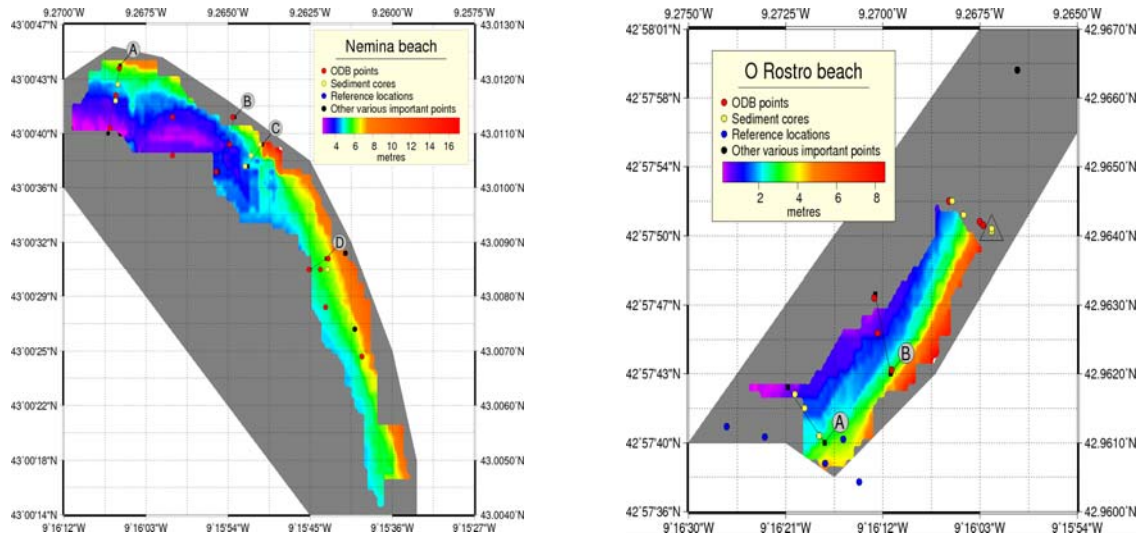 9.2700°W 9.2675°W 9.2650°W 9.2625°W 9.2600°W 9.2575°W
43°00'47"N 43.0130°N
43°00'43"N 43.0120°N
43°00'40"N 43.0110°N
43°00'36"N 43.0100°N
43°00'32"N 43.0090°N
43°00'29"N 43.0080°N
43°00'25"N 43.0070°N
43°00'22"N 43.0060°N
43°00'18"N 43.0050°N
43°00'14"N 43.0040°N
9°16'12"W 9°16'03"W 9°15'54"W 9°15'45"W 9°15'36"W 9°15'27"W
Nemina beach
ODB points
Sediment cores
Reference locations
Other various important points
4 6 8 10 12 14 16
metres
A
B
C
D
9.2750°W 9.2725°W 9.2700°W 9.2675°W 9.2650°W
42°58'01"N 42.9670°N
42°57'58"N 42.9660°N
42°57'54"N 42.9650°N
42°57'50"N 42.9640°N
42°57'47"N 42.9630°N
42°57'43"N 42.9620°N
42°57'40"N 42.9610°N
42°57'36"N 42.9600°N
9°16'30"W 9°16'21"W 9°16'12"W 9°16'03"W 9°15'54"W
O Rostro beach
ODB points
Sediment cores
Reference locations
Other various important points
2 4 6 8
metres
B
A